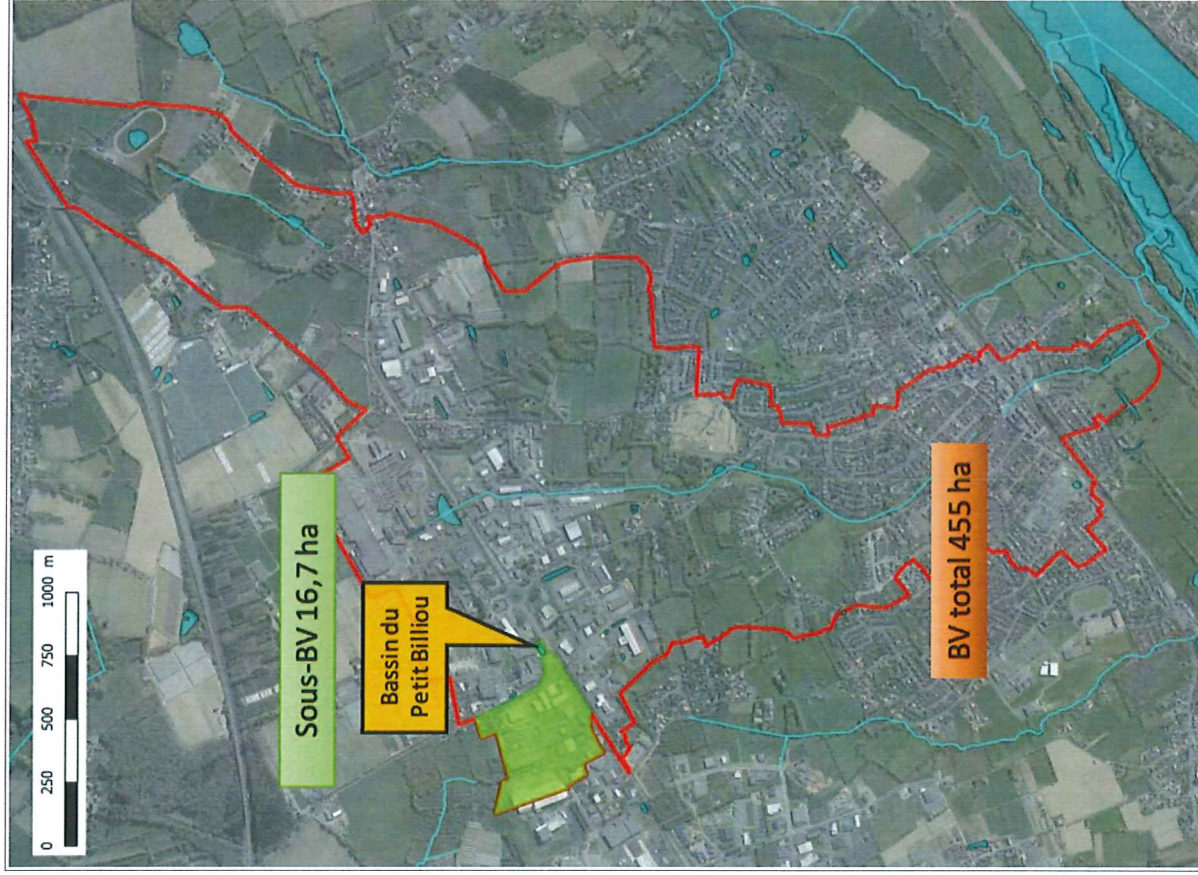 0 250 500 750 1000 m
Sous-BV 16,7 ha
Bassin du
Petit Billiou
BV total 455 ha